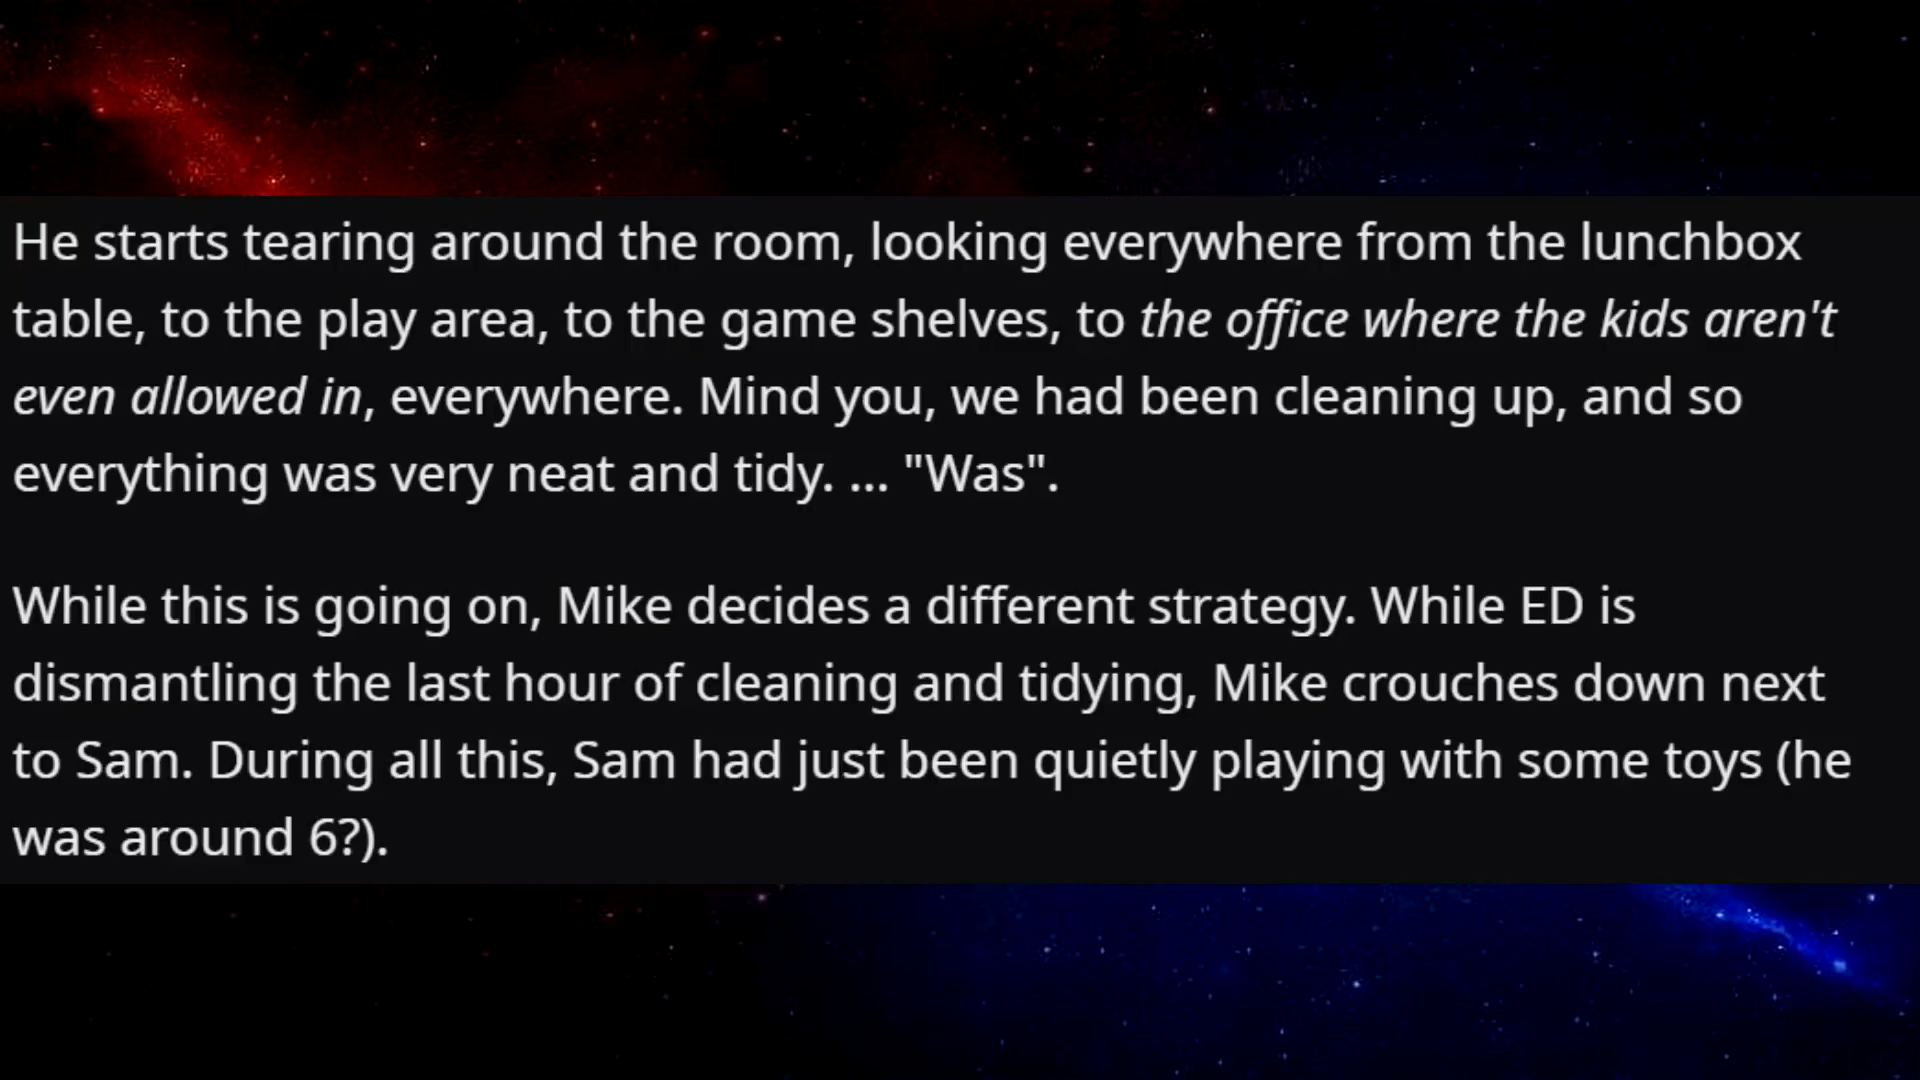 He starts tearing around the room, looking everywhere from the lunchbox
table, to the play area, to the game shelves, to the office where the kids aren't
even allowed in, everywhere. Mind you, we had been cleaning up, and so
everything was very neat and tidy. ... "Was".
While this is going on, Mike decides a different strategy. While ED is
dismantling the last hour of cleaning and tidying, Mike crouches down next
to Sam. During all this, Sam had just been quietly playing with some toys (he
was around 6?).